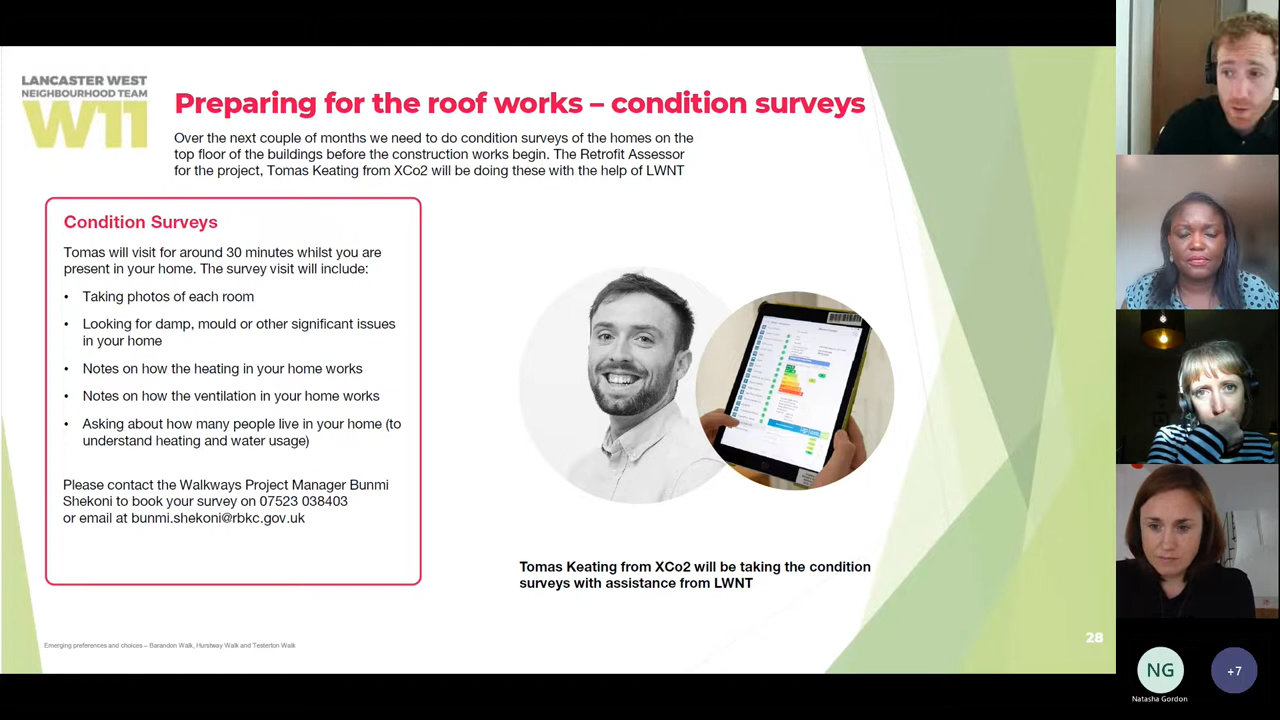 LANCASTER WEST
NEIGHBOURHOOD TEAM
W11
Preparing for the roof works – condition surveys
Over the next couple of months we need to do condition surveys of the homes on the
top floor of the buildings before the construction works begin. The Retrofit Assessor
for the project, Tomas Keating from XCo2 will be doing these with the help of LWNT
Condition Surveys
Tomas will visit for around 30 minutes whilst you are
present in your home. The survey visit will include:
• Taking photos of each room
• Looking for damp, mould or other significant issues
in your home
• Notes on how the heating in your home works
• Notes on how the ventilation in your home works
• Asking about how many people live in your home (to
understand heating and water usage)
Please contact the Walkways Project Manager Bunmi
Shekoni to book your survey on 07523 038403
or email at bunmi.shekoni@rbkc.gov.uk
Tomas Keating from XCo2 will be taking the condition
surveys with assistance from LWNT
Emerging preferences and choices – Barandon Walk, Hurstway Walk and Testerton Walk
28
NG
Natasha Gordon
+7